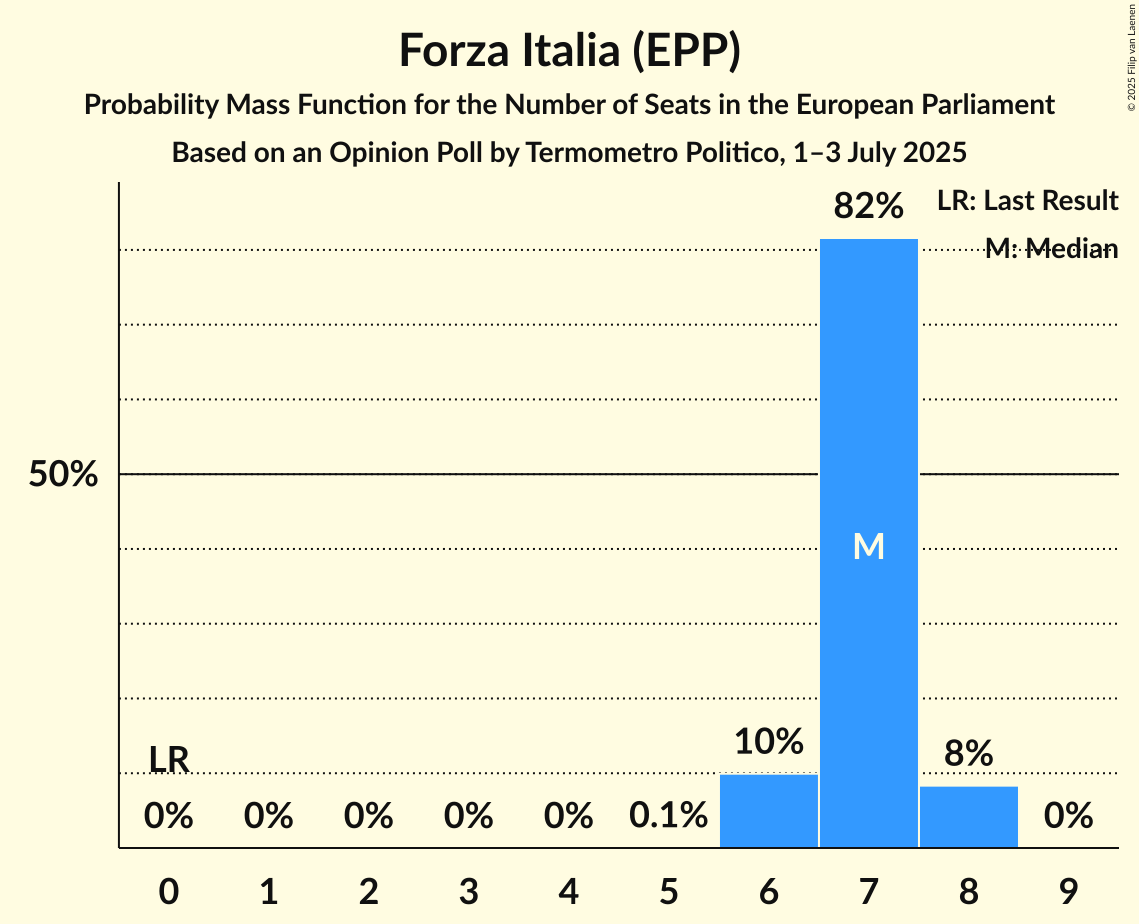 Forza Italia (EPP)
Probability Mass Function for the Number of Seats in the European Parliament
Based on an Opinion Poll by Termometro Politico, 1–3 July 2025
© 2025 Filip van Laenen
LR: Last Result
M: Median
82%
50%
M
LR
10%
8%
0%
0%
0%
0%
0%
0.1%
0%
0
1
2
3
4
5
6
7
8
9